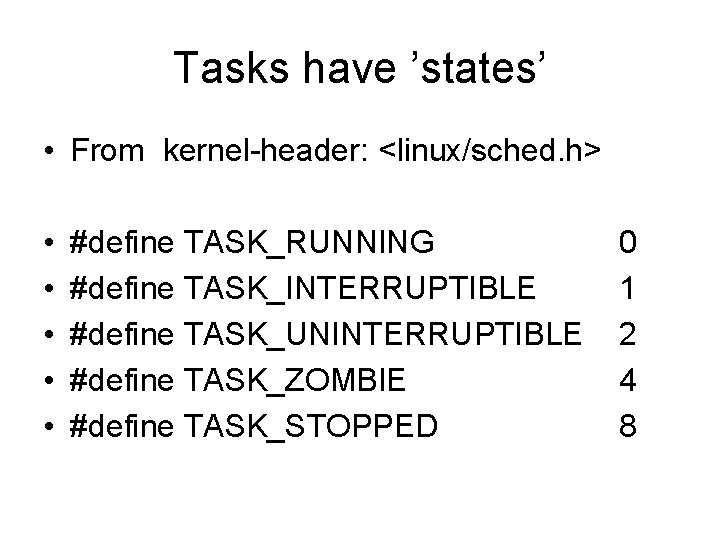 Tasks have ’states’
• From kernel-header: <linux/sched. h>
• #define TASK_RUNNING 0
• #define TASK_INTERRUPTIBLE 1
• #define TASK_UNINTERRUPTIBLE 2
• #define TASK_ZOMBIE 4
• #define TASK_STOPPED 8